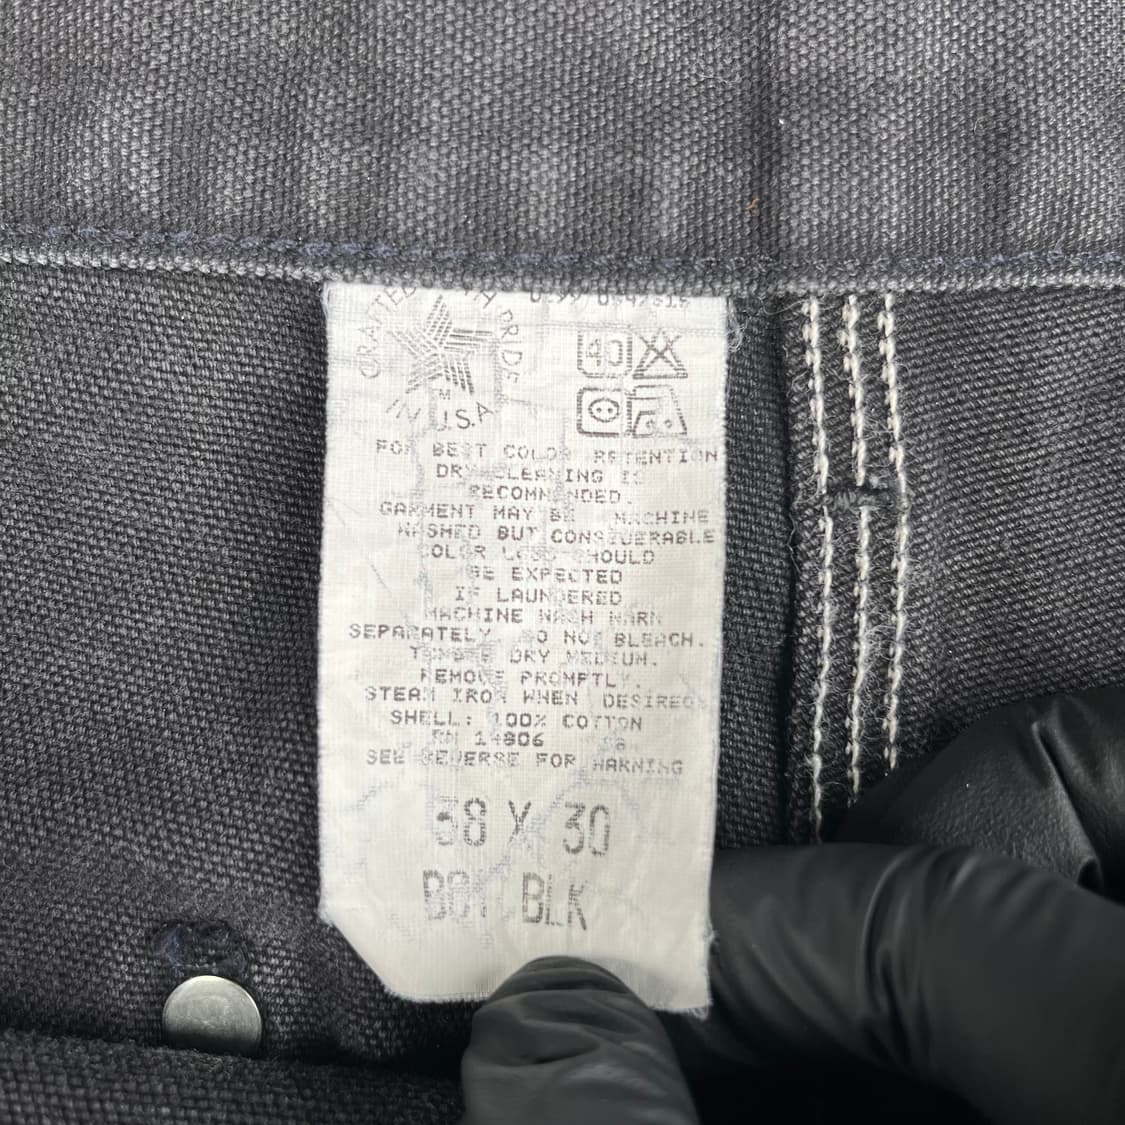 CRAFTED WITH PRIDE
IN U.S.A
TM
40
FOR BEST COLOR RETENTION
DRY CLEANING IS
RECOMMENDED.
GARMENT MAY BE MACHINE
WASHED BUT CONSIDERABLE
COLOR LOSS SHOULD
BE EXPECTED
IF LAUNDERED
MACHINE WASH WARM
SEPARATELY DO NOT BLEACH.
TUMBLE DRY MEDIUM.
REMOVE PROMPTLY.
STEAM IRON WHEN DESIRED
SHELL: 100% COTTON
RN 14806
SEE REVERSE FOR WARNING
38 X 30
BLK